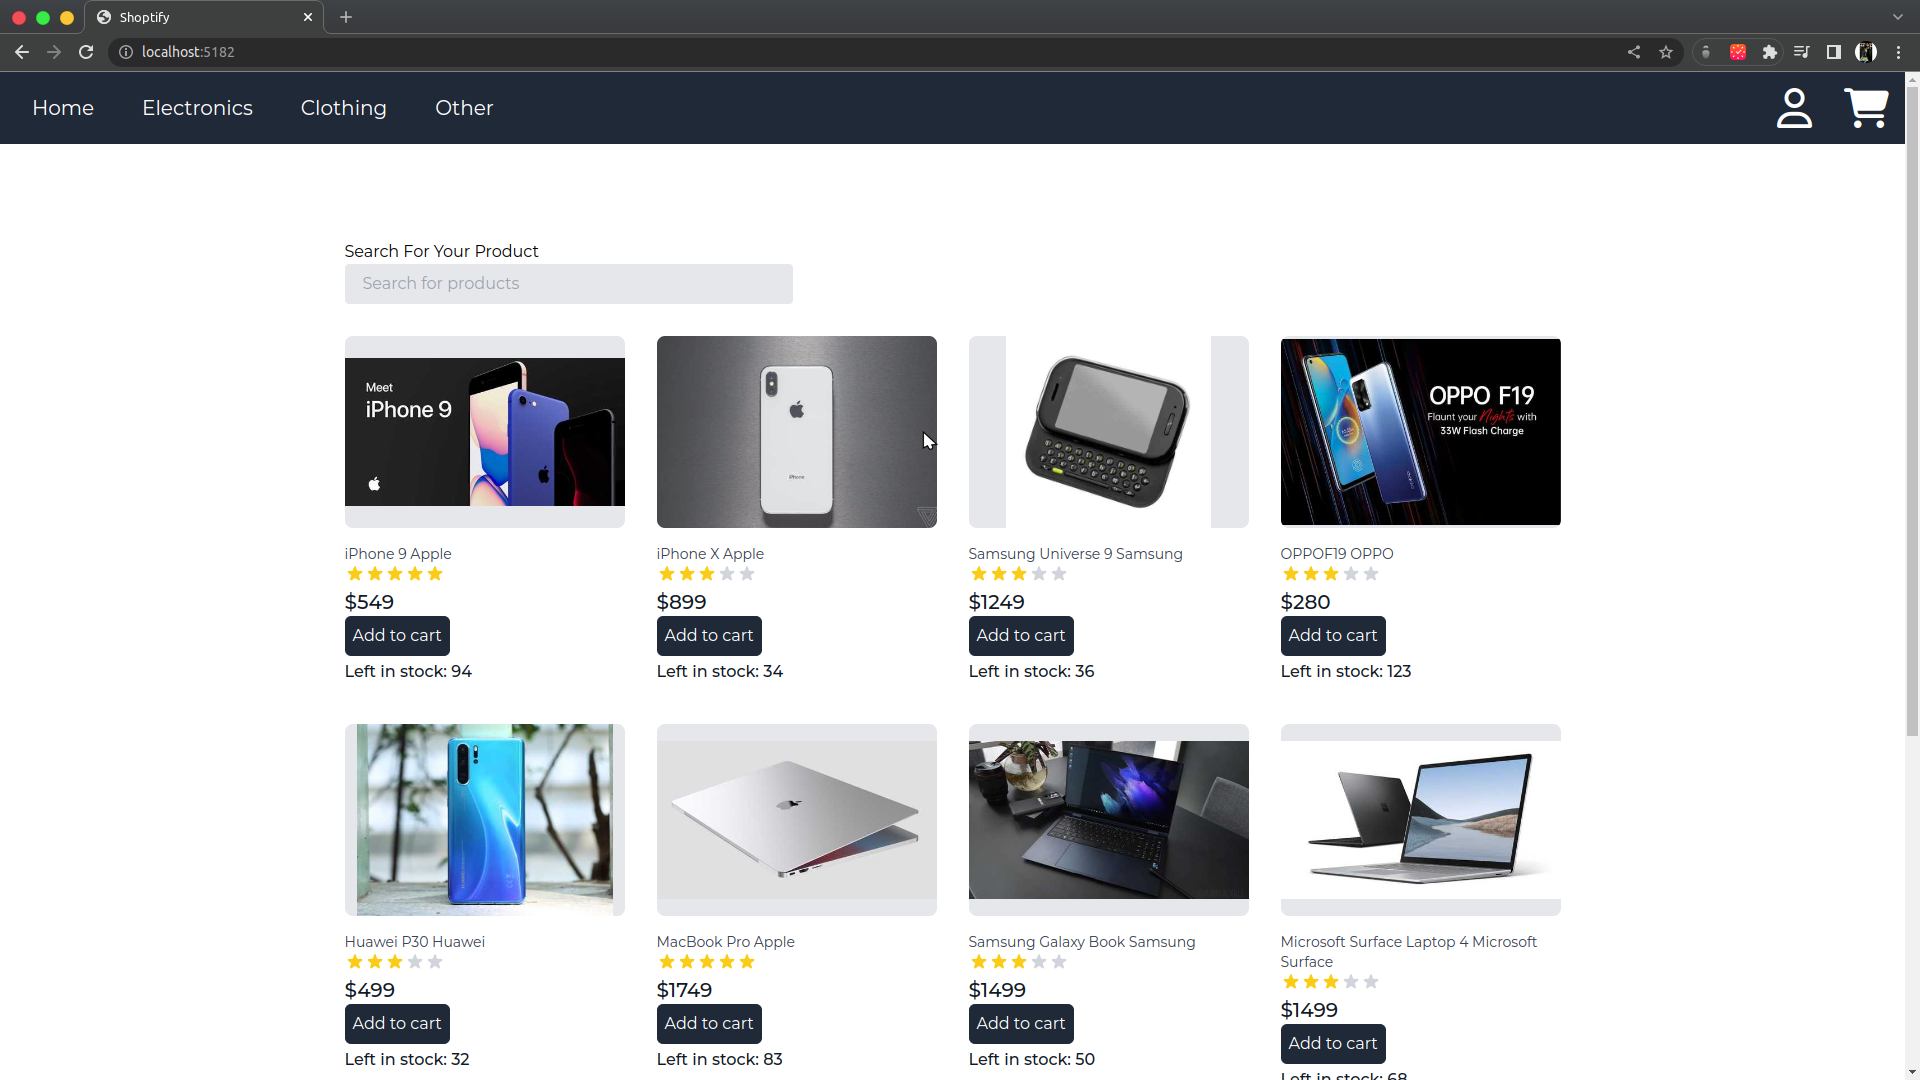 Shoptify
localhost:5182
Home Electronics Clothing Other
Search For Your Product
Search for products
Meet
iPhone 9
iPhone
OPPO F19
Flaunt your Nights with
33W Flash Charge
iPhone 9 Apple
$549
Add to cart
Left in stock: 94
iPhone X Apple
$899
Add to cart
Left in stock: 34
Samsung Universe 9 Samsung
$1249
Add to cart
Left in stock: 36
OPPOF19 OPPO
$280
Add to cart
Left in stock: 123
Huawei P30 Huawei
$499
Add to cart
Left in stock: 32
MacBook Pro Apple
$1749
Add to cart
Left in stock: 83
Samsung Galaxy Book Samsung
$1499
Add to cart
Left in stock: 50
Microsoft Surface Laptop 4 Microsoft
Surface
$1499
Add to cart
Left in stock: 68